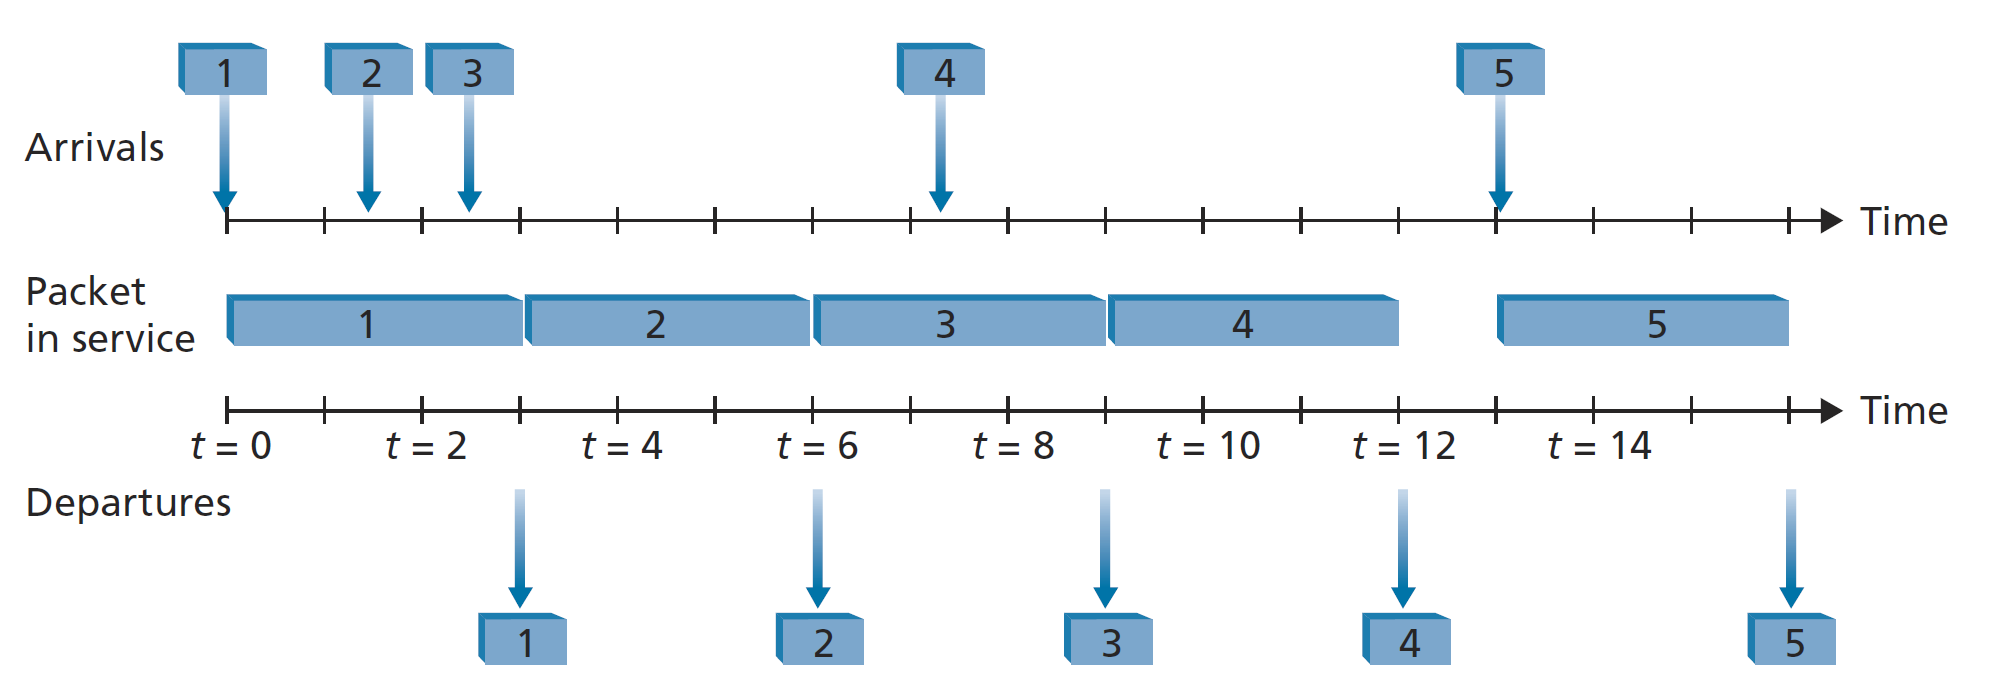 1 2 3 4 5
Arrivals
Time
Packet
in service
1 2 3 4 5
Time
t = 0 t = 2 t = 4 t = 6 t = 8 t = 10 t = 12 t = 14
Departures
1 2 3 4 5